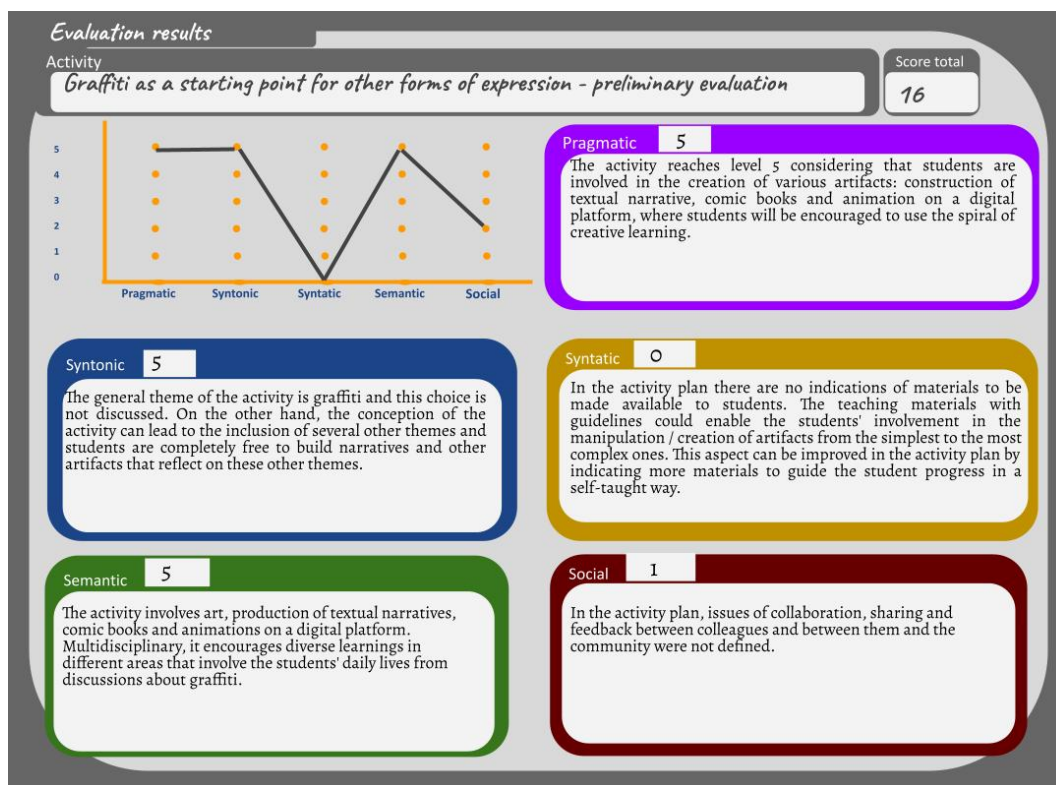 Evaluation results
Activity
Graffiti as a starting point for other forms of expression - preliminary evaluation
Score total
16
5
4
3
2
1
0
Pragmatic
Syntonic
Syntatic
Semantic
Social
Pragmatic
5
The activity reaches level 5 considering that students are
involved in the creation of various artifacts: construction of
textual narrative, comic books and animation on a digital
platform, where students will be encouraged to use the spiral of
creative learning.
Syntonic
5
The general theme of the activity is graffiti and this choice is
not discussed. On the other hand, the conception of the
activity can lead to the inclusion of several other themes and
students are completely free to build narratives and other
artifacts that reflect on these other themes.
Syntatic
0
In the activity plan there are no indications of materials to be
made available to students. The teaching materials with
guidelines could enable the students' involvement in the
manipulation / creation of artifacts from the simplest to the most
complex ones. This aspect can be improved in the activity plan by
indicating more materials to guide the student progress in a
self-taught way.
Semantic
5
The activity involves art, production of textual narratives,
comic books and animations on a digital platform.
Multidisciplinary, it encourages diverse learnings in
different areas that involve the students' daily lives from
discussions about graffiti.
Social
1
In the activity plan, issues of collaboration, sharing and
feedback between colleagues and between them and the
community were not defined.